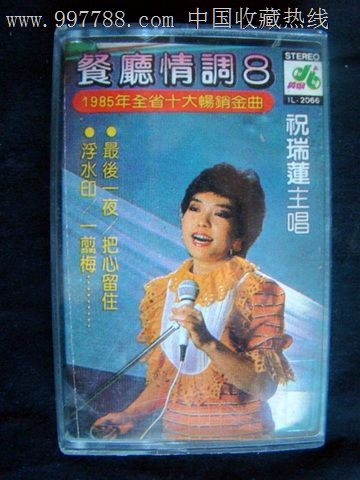 www.997788.com 中国收藏热线
餐廳情調8
STEREO
IL-2066
1985年全省十大暢銷金曲
祝瑞蓮主唱
●最後一夜/把心留住
●浮水印/一翦梅………